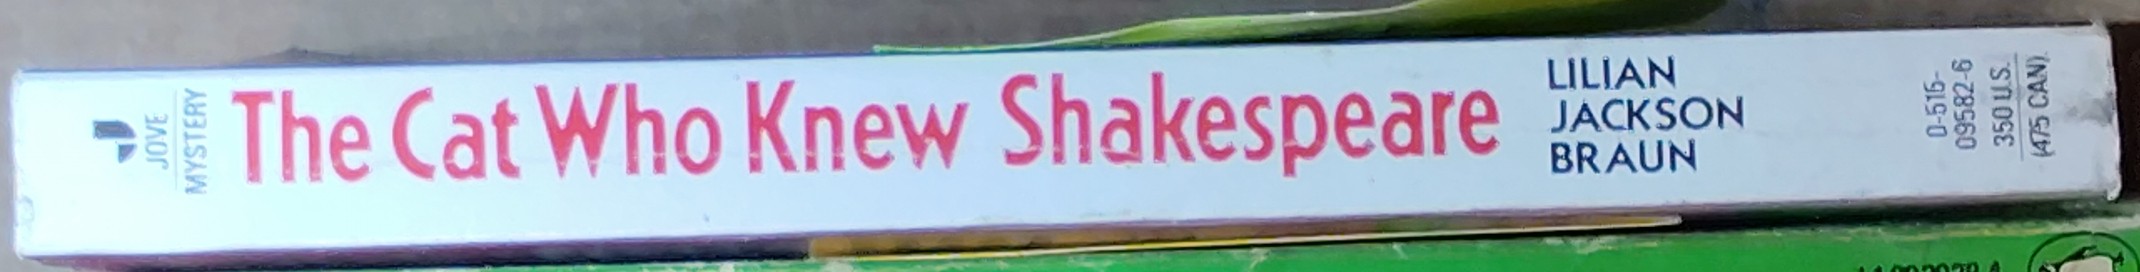 JOVE
MYSTERY
The Cat Who Knew Shakespeare
LILIAN
JACKSON
BRAUN
0-515-
09582-6
350 U.S.
(475 CAN)